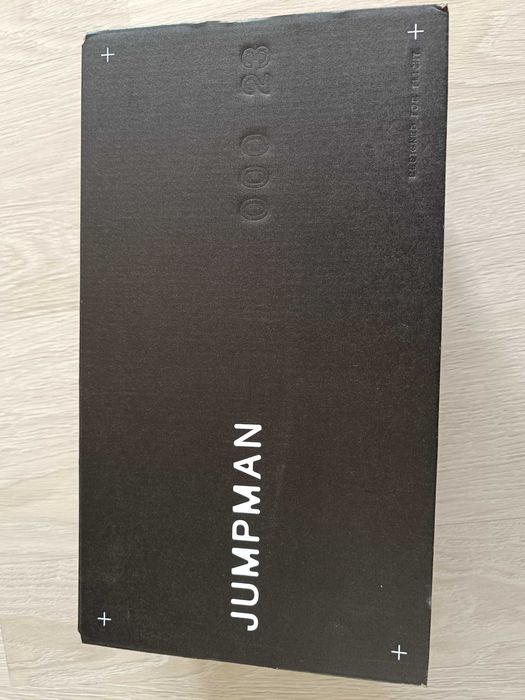 JUMPMAN
000 23
DESIGNED FOR FLIGHT